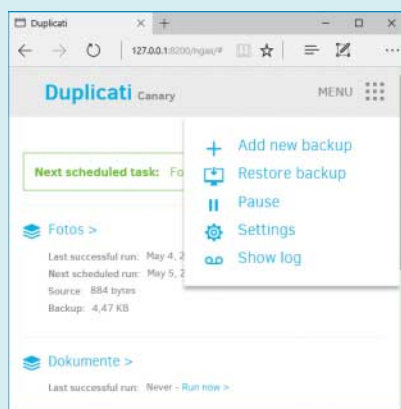 Duplicati
127.0.0.1:8200/ngax/#
Duplicati Canary
MENU
Add new backup
Restore backup
Pause
Settings
Show log
Next scheduled task: Fo
Fotos >
Last successful run: May 4, 2
Next scheduled run: May 5, 2
Source: 884 bytes
Backup: 4,47 KB
Dokumente >
Last successful run: Never - Run now >